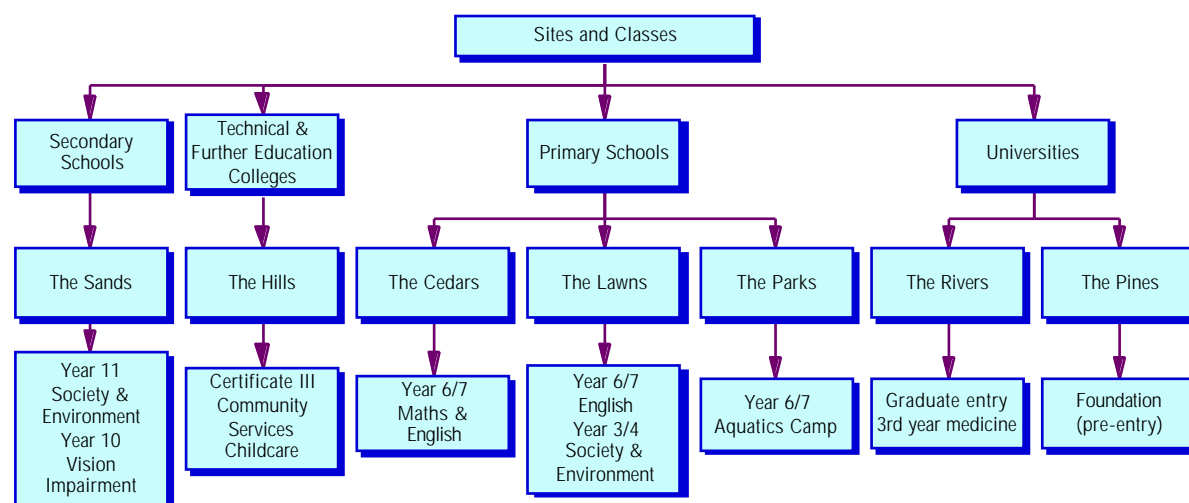 Sites and Classes
Secondary
Schools
Technical &
Further Education
Colleges
Primary Schools
Universities
The Sands
The Hills
The Cedars
The Lawns
The Parks
The Rivers
The Pines
Year 11
Society &
Environment
Year 10
Vision
Impairment
Certificate III
Community
Services
Childcare
Year 6/7
Maths &
English
Year 6/7
English
Year 3/4
Society &
Environment
Year 6/7
Aquatics Camp
Graduate entry
3rd year medicine
Foundation
(pre-entry)